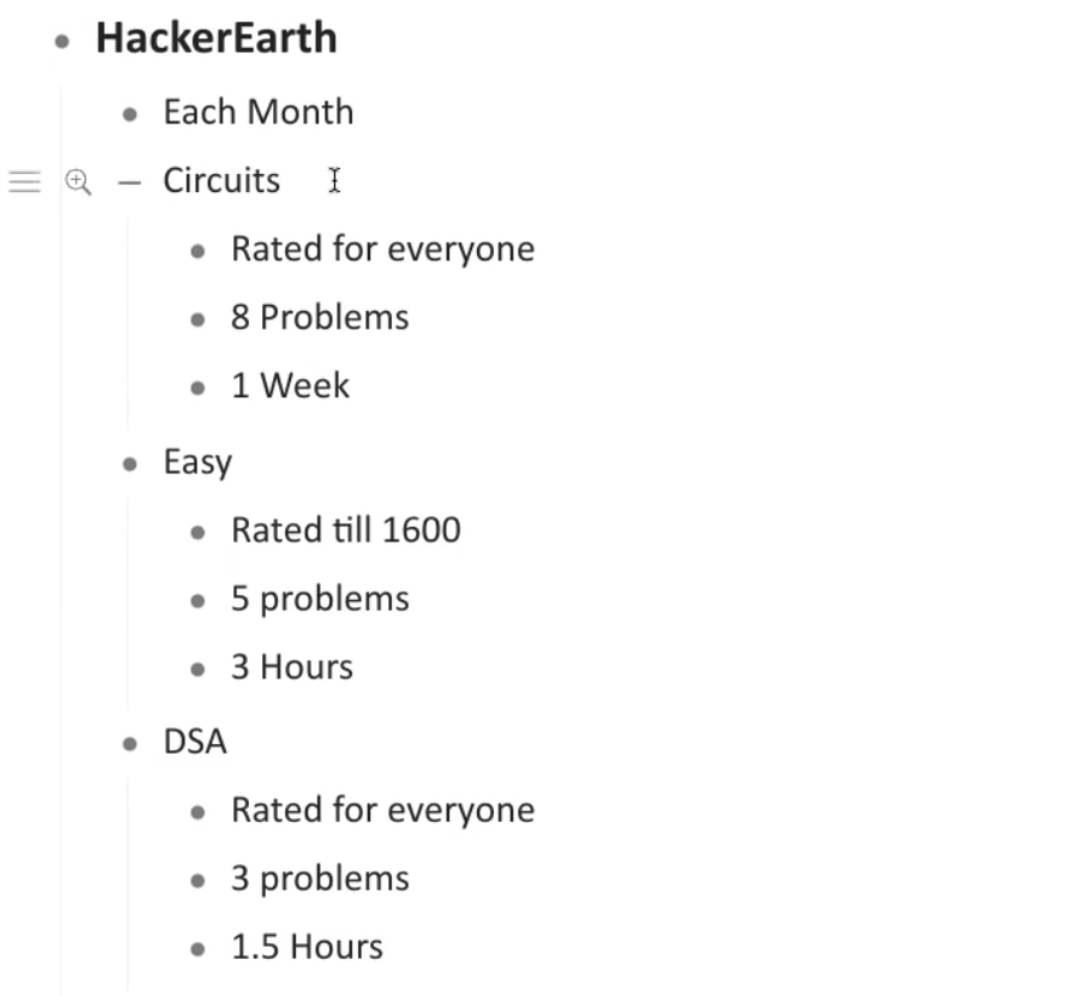 HackerEarth
Each Month
Circuits
Rated for everyone
8 Problems
1 Week
Easy
Rated till 1600
5 problems
3 Hours
DSA
Rated for everyone
3 problems
1.5 Hours